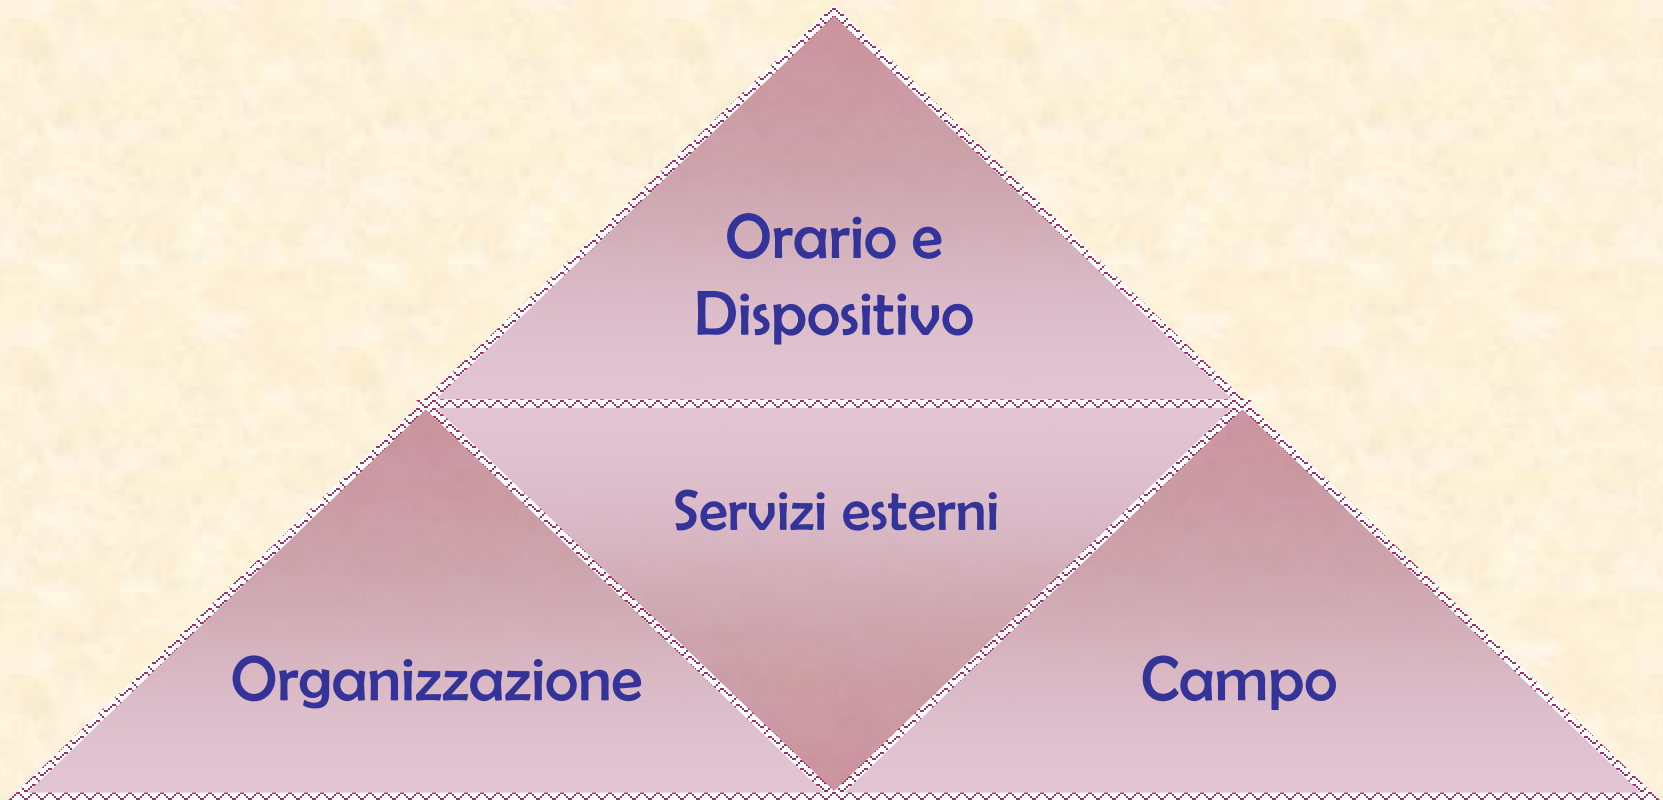 Orario e
Dispositivo
Servizi esterni
Organizzazione
Campo